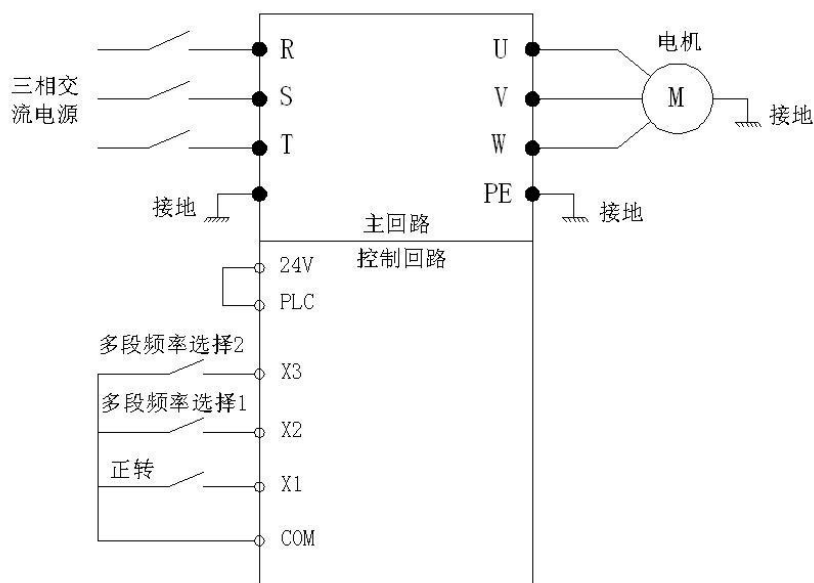 R
U
电机
三相交
流电源
S
V
M
T
W
接地
接地
PE
接地
主回路
控制回路
24V
PLC
多段频率选择2
X3
多段频率选择1
X2
正转
X1
COM